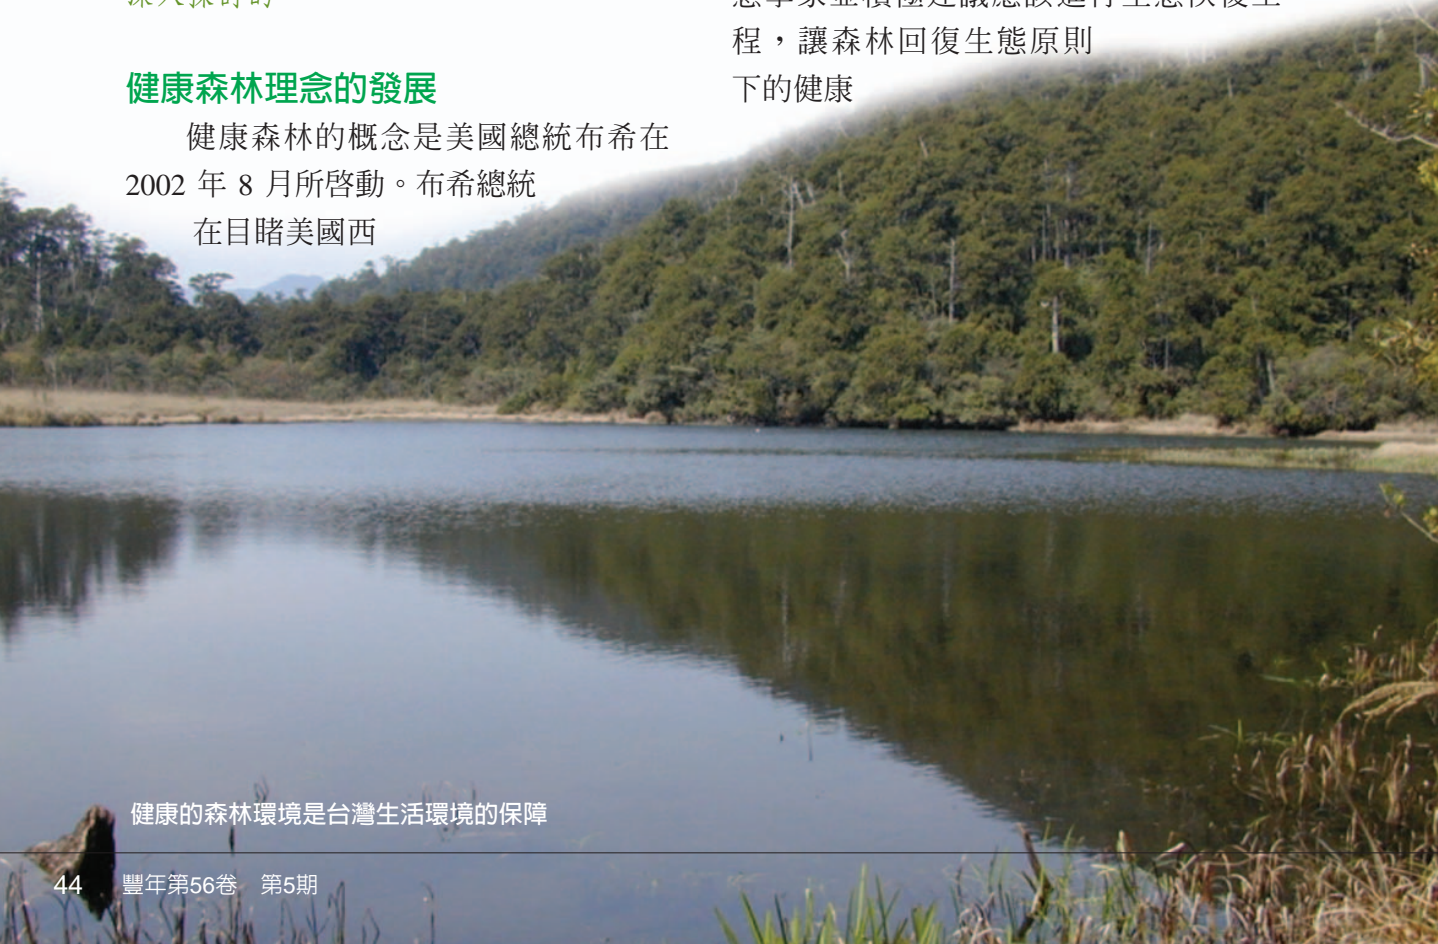 健康森林理念的發展
健康森林的概念是美國總統布希在
2002 年 8 月所啓動。布希總統
在目睹美國西
程，讓森林回復生態原則
下的健康
健康的森林環境是台灣生活環境的保障
44 豐年第56卷 第5期